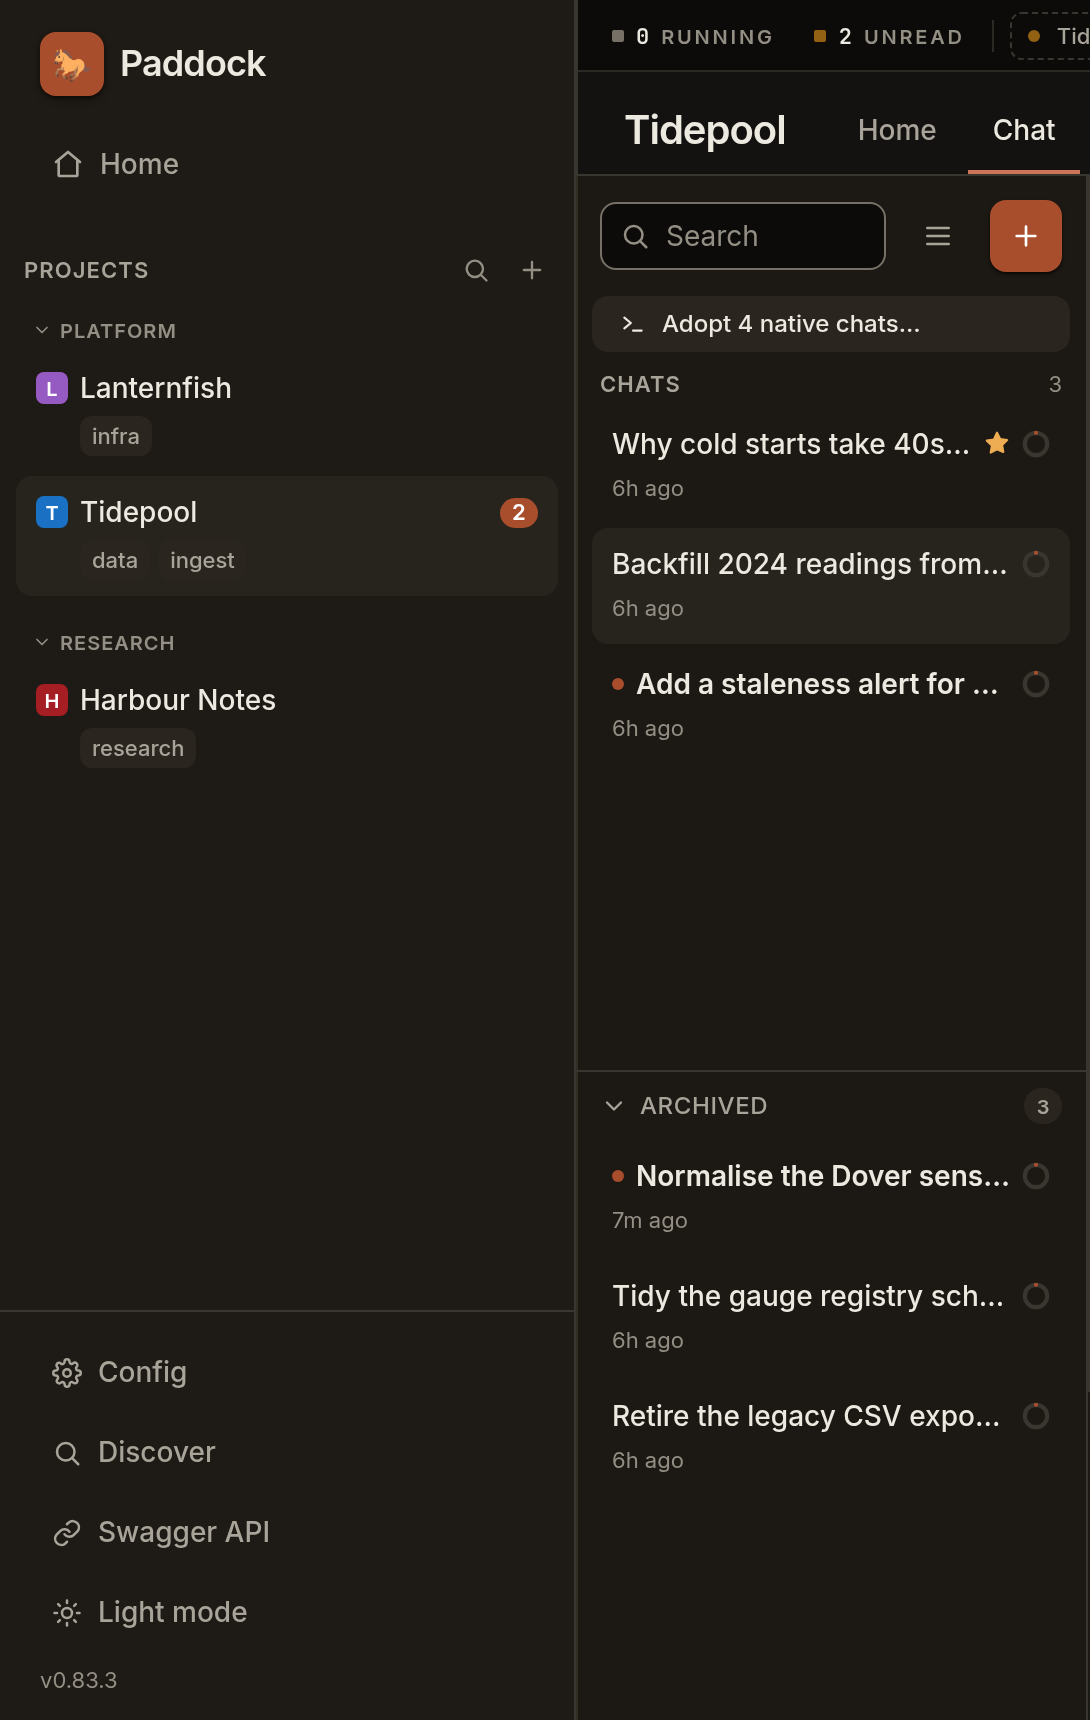 Paddock
Home
PROJECTS
PLATFORM
L Lanternfish
infra
T Tidepool 2
data ingest
RESEARCH
H Harbour Notes
research
Config
Discover
Swagger API
Light mode
v0.83.3
0 RUNNING 2 UNREAD Tid
Tidepool Home Chat
Search
Adopt 4 native chats...
CHATS 3
Why cold starts take 40s...
6h ago
Backfill 2024 readings from...
6h ago
Add a staleness alert for ...
6h ago
ARCHIVED 3
Normalise the Dover sens...
7m ago
Tidy the gauge registry sch...
6h ago
Retire the legacy CSV expo...
6h ago